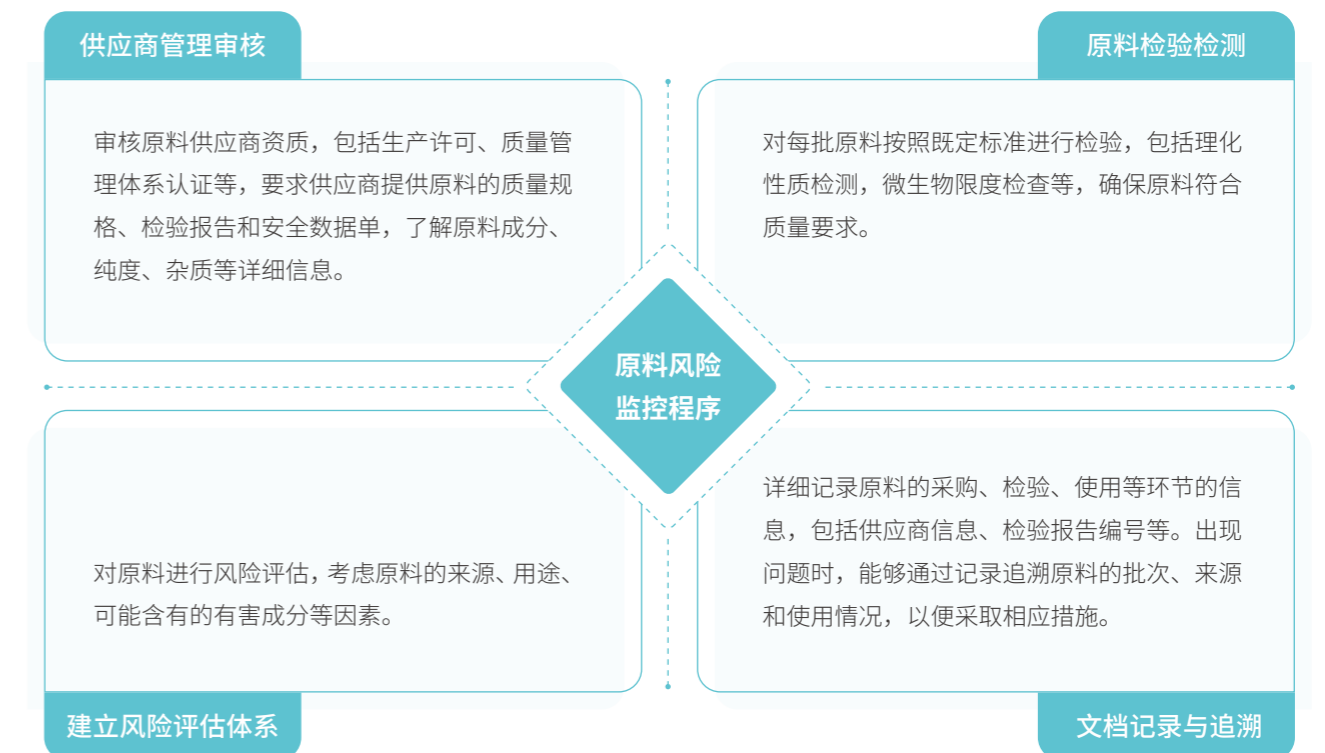 供应商管理审核
审核原料供应商资质，包括生产许可、质量管
理体系认证等，要求供应商提供原料的质量规
格、检验报告和安全数据单，了解原料成分、
纯度、杂质等详细信息。
原料检验检测
对每批原料按照既定标准进行检验，包括理化
性质检测，微生物限度检查等，确保原料符合
质量要求。
原料风险
监控程序
对原料进行风险评估，考虑原料的来源、用途、
可能含有的有害成分等因素。
建立风险评估体系
详细记录原料的采购、检验、使用等环节的信
息，包括供应商信息、检验报告编号等。出现
问题时，能够通过记录追溯原料的批次、来源
和使用情况，以便采取相应措施。
文档记录与追溯